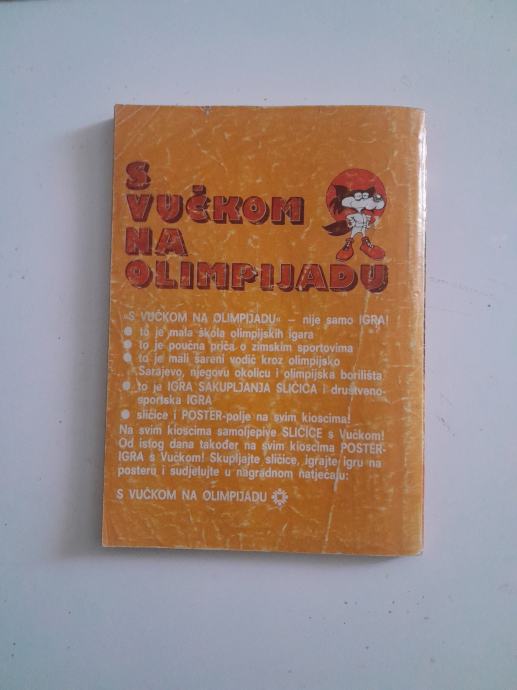 S
VUČKOM
NA
OLIMPIJADU
»S VUČKOM NA OLIMPIJADU« — nije samo IGRA!
● to je mala škola olimpijskih igara
● to je poučna priča o zimskim sportovima
● to je mali šareni vodič kroz olimpijsko
Sarajevo, njegovu okolicu i olimpijska borilišta
● to je IGRA SAKUPLJANJA SLIČICA i društveno-
sportska IGRA
● sličice i POSTER-polje na svim kioscima!
Na svim kioscima samoljepive SLIČICE s Vučkom!
Od istog dana također na svim kioscima POSTER-
IGRA s Vučkom! Skupljajte sličice, igrajte igru na
posteru i sudjelujte u nagradnom natječaju:
S VUČKOM NA OLIMPIJADU